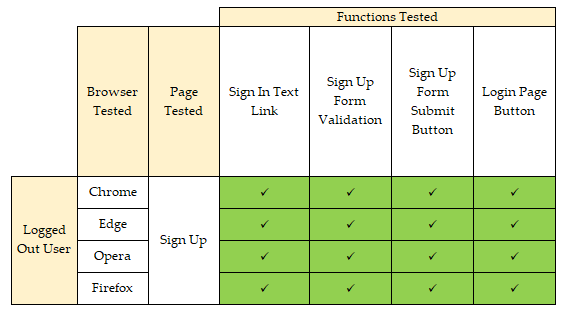 Functions Tested
Browser Tested
Page Tested
Sign In Text Link
Sign Up Form Validation
Sign Up Form Submit Button
Login Page Button
Logged Out User
Chrome
Sign Up
✓ ✓ ✓ ✓
Edge
✓ ✓ ✓ ✓
Opera
✓ ✓ ✓ ✓
Firefox
✓ ✓ ✓ ✓